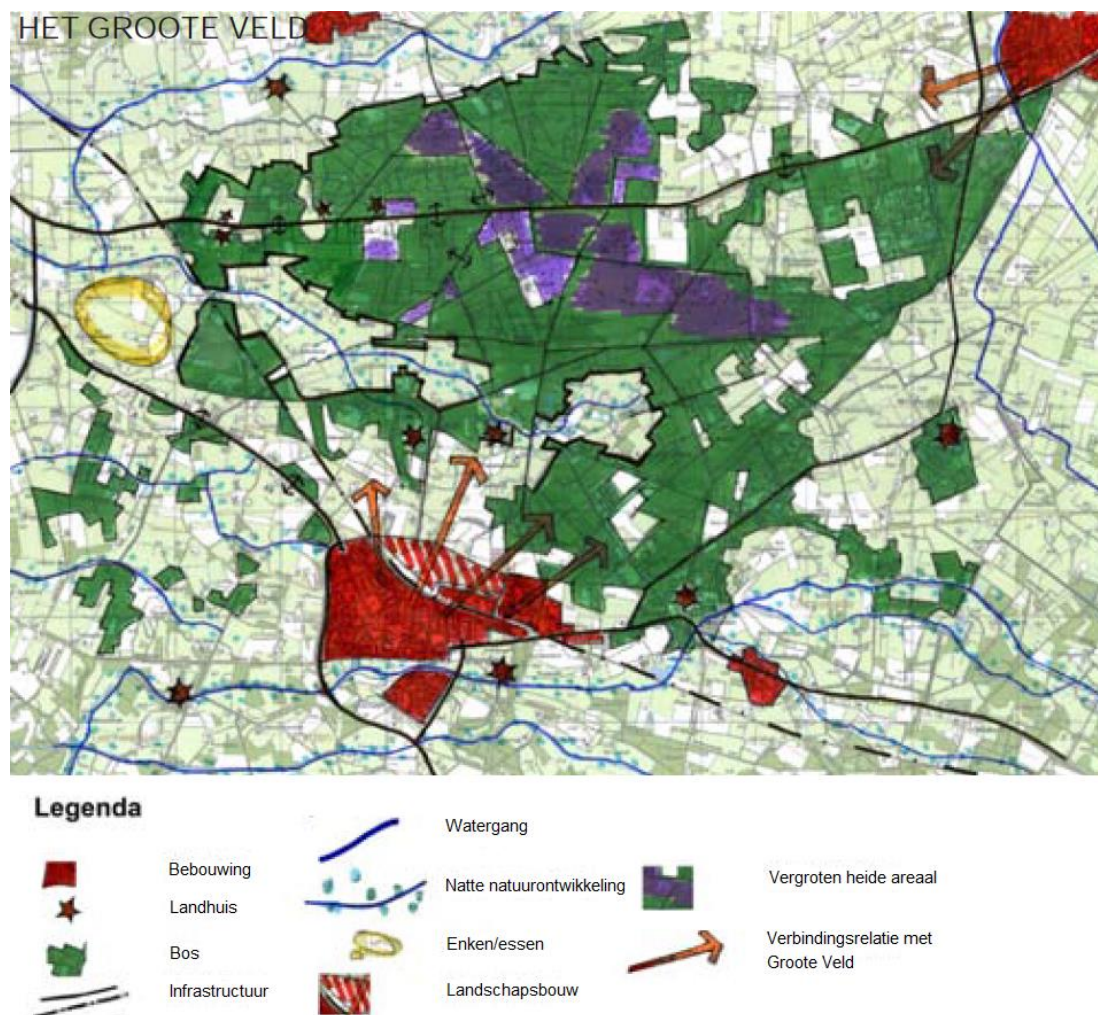 HET GROOTE VELD
Legenda
Bebouwing
Landhuis
Bos
Infrastructuur
Watergang
Natte natuurontwikkeling
Enken/essen
Landschapsbouw
Vergroten heide areaal
Verbindingsrelatie met
Groote Veld